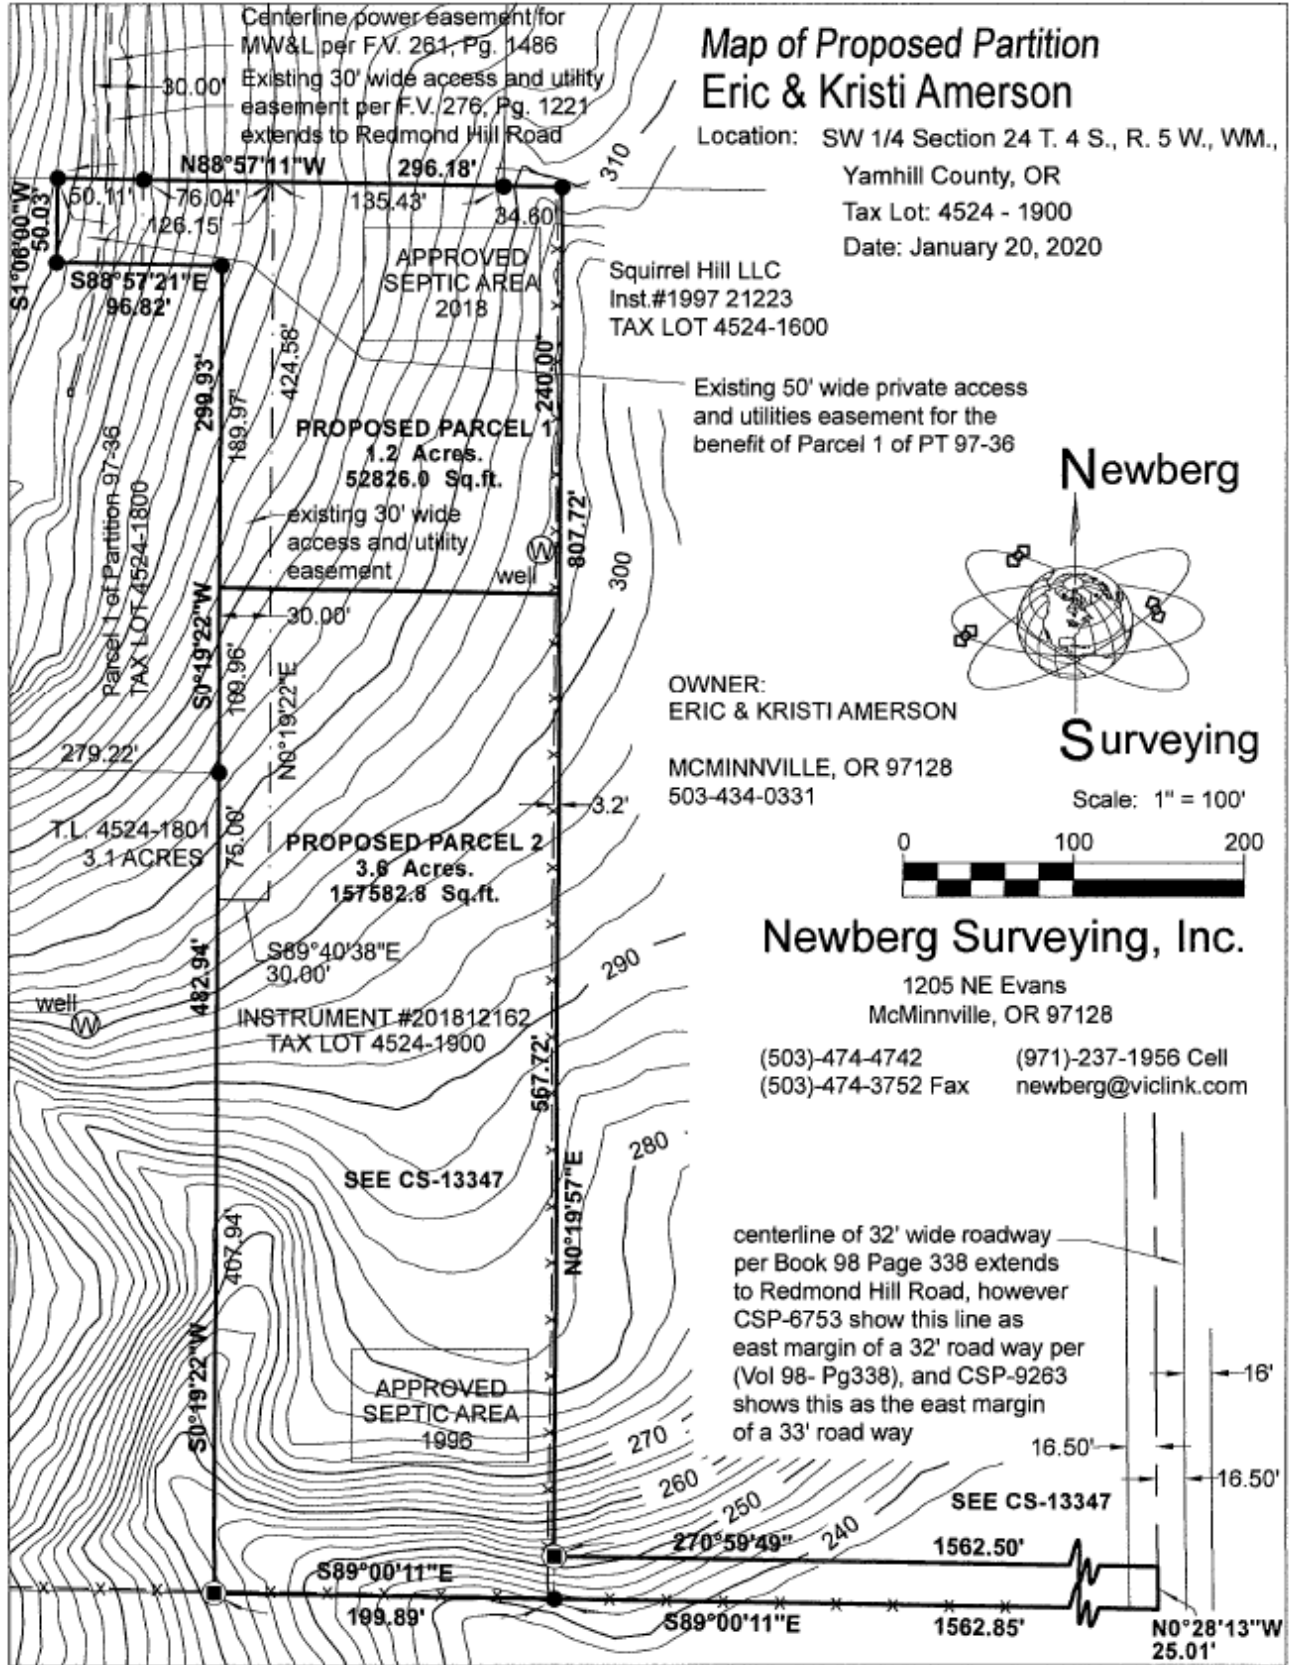 Centerline power easement for
MW&L per F.V. 261, Pg. 1486
30.00'
Existing 30' wide access and utility
easement per F.V. 276, Pg. 1221
extends to Redmond Hill Road
Map of Proposed Partition
Eric & Kristi Amerson
Location: SW 1/4 Section 24 T. 4 S., R. 5 W., WM.,
Yamhill County, OR
Tax Lot: 4524 - 1900
Date: January 20, 2020
310
N88°57'11"W
296.18'
50.11'
76.04'
135.43'
34.60'
126.15'
S1°06'00"W
50.03'
S88°57'21"E
96.82'
APPROVED
SEPTIC AREA
2018
Squirrel Hill LLC
Inst.#1997 21223
TAX LOT 4524-1600
299.93'
189.97'
424.58'
240.00'
Existing 50' wide private access
and utilities easement for the
benefit of Parcel 1 of PT 97-36
PROPOSED PARCEL 1
1.2 Acres.
52826.0 Sq.ft.
existing 30' wide
access and utility
easement
W
well
807.72'
300
Parcel 1 of Partition 97-36
TAX LOT 4524-1800
S0°19'22"W
109.96'
30.00'
N0°19'22"E
Newberg
Surveying
OWNER:
ERIC & KRISTI AMERSON
MCMINNVILLE, OR 97128
503-434-0331
Scale: 1" = 100'
0 100 200
279.22'
T.L. 4524-1801
3.1 ACRES
75.00'
3.2'
PROPOSED PARCEL 2
3.6 Acres.
157582.8 Sq.ft.
S89°40'38"E
30.00'
482.94'
290
Newberg Surveying, Inc.
1205 NE Evans
McMinnville, OR 97128
(503)-474-4742 (971)-237-1956 Cell
(503)-474-3752 Fax newberg@viclink.com
well
W
INSTRUMENT #201812162
TAX LOT 4524-1900
567.72'
280
SEE CS-13347
N0°19'57"E
407.94'
centerline of 32' wide roadway
per Book 98 Page 338 extends
to Redmond Hill Road, however
CSP-6753 show this line as
east margin of a 32' road way per
(Vol 98- Pg338), and CSP-9263
shows this as the east margin
of a 33' road way
16'
16.50'
16.50'
S0°19'22"W
APPROVED
SEPTIC AREA
1996
270
260
250
240
SEE CS-13347
270°59'49"
1562.50'
S89°00'11"E
199.89'
S89°00'11"E
1562.85'
N0°28'13"W
25.01'